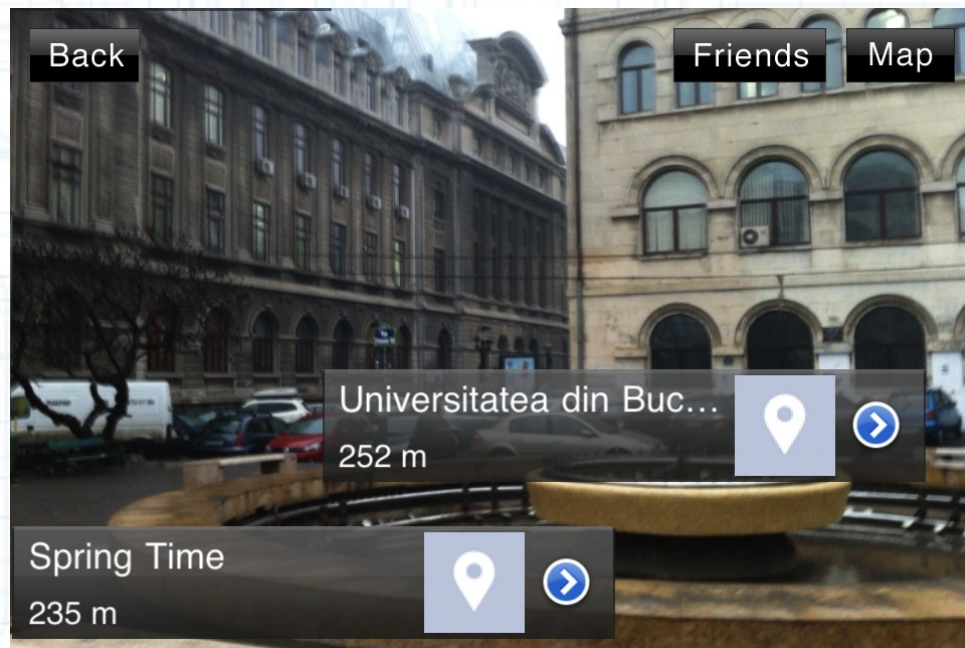 Back
Friends
Map
Universitatea din Buc...
252 m
Spring Time
235 m